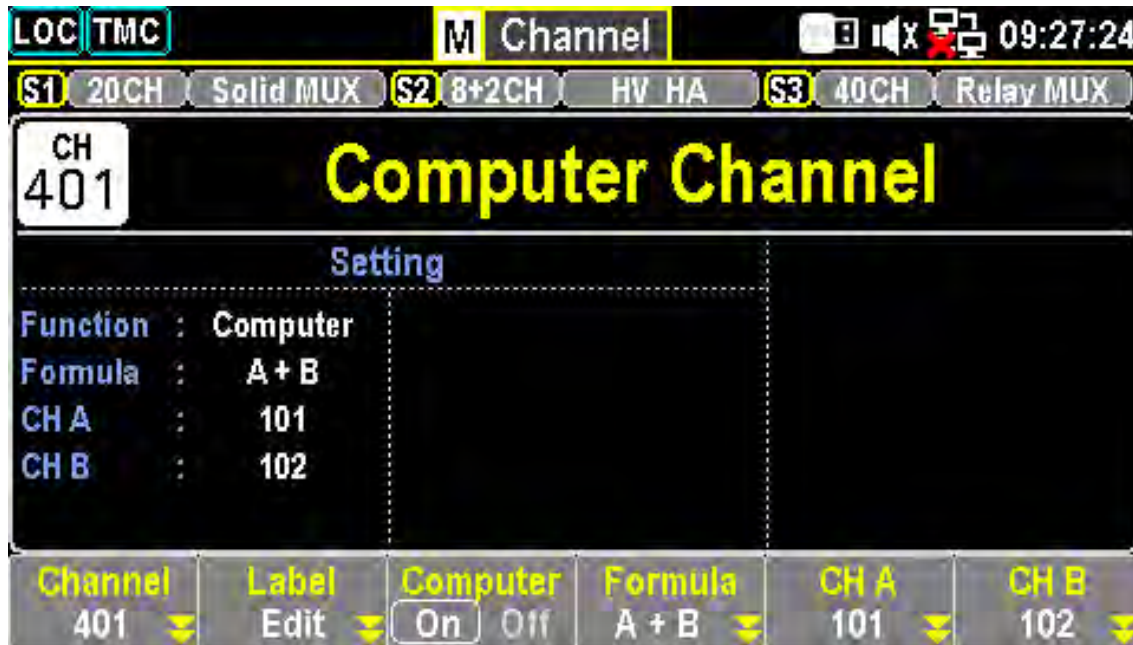 LOC TMC M Channel 09:27:24
S1 20CH Solid MUX S2 8+2CH HV HA S3 40CH Relay MUX
CH
401
Computer Channel
Setting
Function : Computer
Formula : A + B
CH A : 101
CH B : 102
Channel Label Computer Formula CH A CH B
401 Edit On Off A + B 101 102